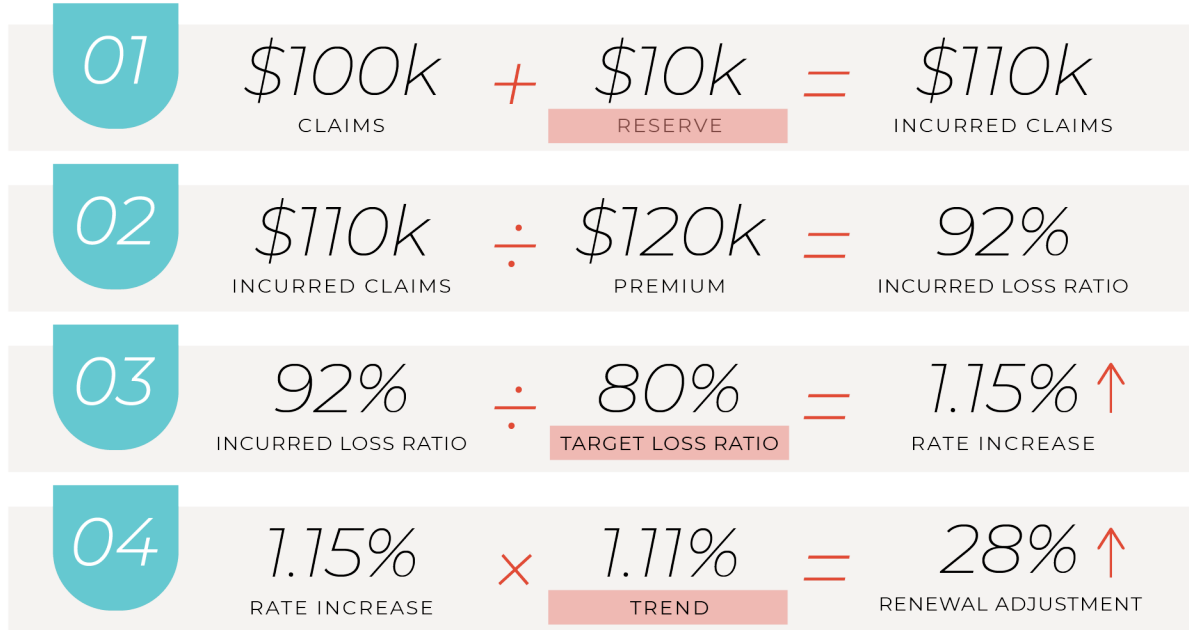 01
$100k + $10k = $110k
CLAIMS RESERVE INCURRED CLAIMS
02
$110k ÷ $120k = 92%
INCURRED CLAIMS PREMIUM INCURRED LOSS RATIO
03
92% ÷ 80% = 1.15% ↑
INCURRED LOSS RATIO TARGET LOSS RATIO RATE INCREASE
04
1.15% × 1.11% = 28% ↑
RATE INCREASE TREND RENEWAL ADJUSTMENT